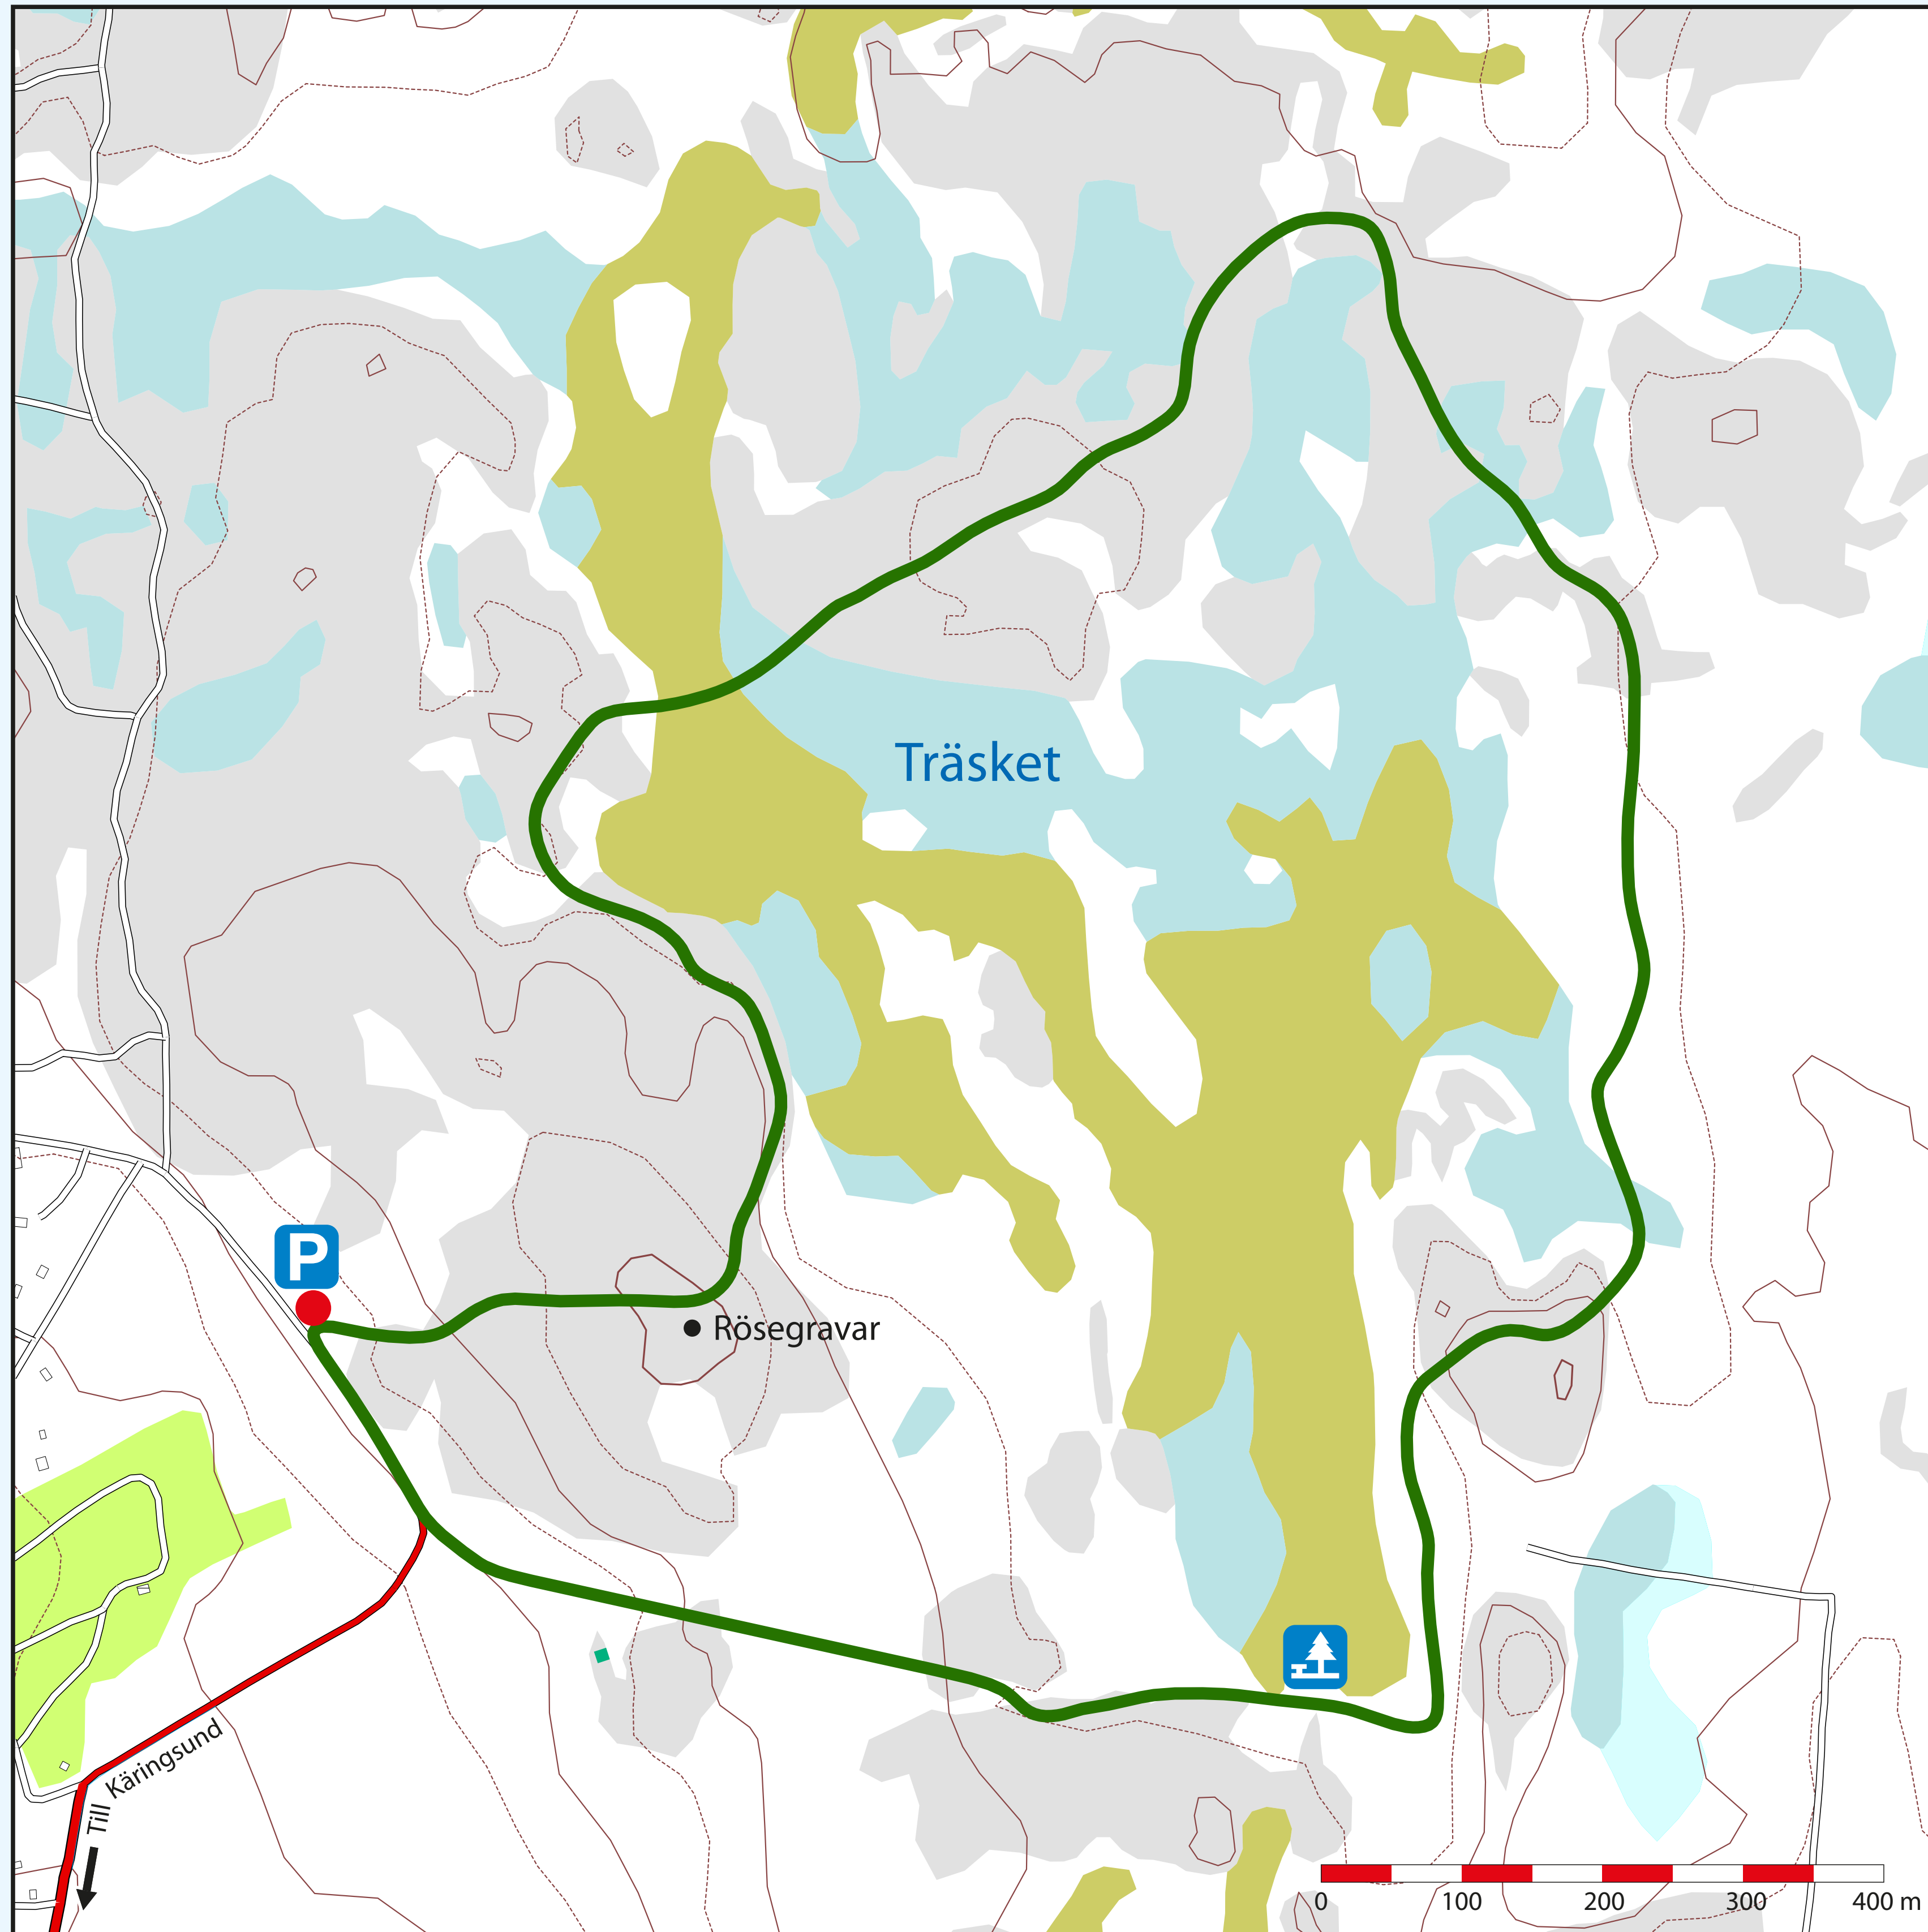 Träsket
P
Rösegravar
Till
Käringsund
0 100 200 300 400 m